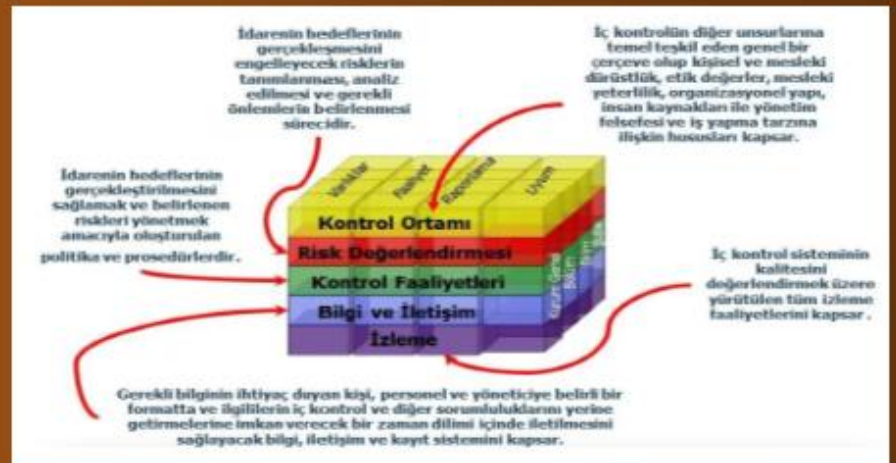 İdarenin hedeflerinin
gerçekleşmesini
engelleyecek risklerin
tanımlanması, analiz
edilmesi ve gerekli
önlemlerin belirlenmesi
sürecidir.
İç kontrolün diğer unsurlarına
temel teşkil eden genel bir
çerçeve olup kişisel ve mesleki
dürüstlük, etik değerler, mesleki
yeterlilik, organizasyonel yapı,
insan kaynakları ile yönetim
felsefesi ve iş yapma tarzına
ilişkin hususları kapsar.
İdarenin hedeflerinin
gerçekleştirilmesini
sağlamak ve belirlenen
riskleri yönetmek
amacıyla oluşturulan
politika ve prosedürlerdir.
Varlıklar
Faaliyet
Raporlama
Uyum
Kontrol Ortamı
Risk Değerlendirmesi
Kontrol Faaliyetleri
Bilgi ve İletişim
İzleme
İç kontrol sisteminin
kalitesini
değerlendirmek üzere
yürütülen tüm izleme
faaliyetlerini kapsar .
Gerekli bilginin ihtiyaç duyan kişi, personel ve yöneticiye belirli bir
formatta ve ilgililerin iç kontrol ve diğer sorumluluklarını yerine
getirmelerine imkan verecek bir zaman dilimi içinde iletilmesini
sağlayacak bilgi, iletişim ve kayıt sistemini kapsar.